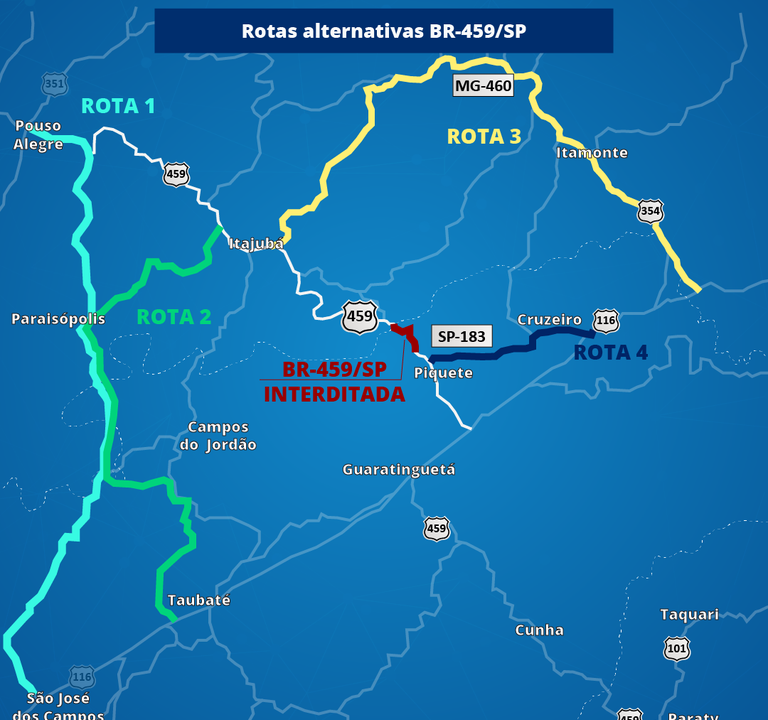 Rotas alternativas BR-459/SP
351
ROTA 1
MG-460
Pouso
Alegre
ROTA 3
Itamonte
459
354
Itajubá
Paraisópolis
ROTA 2
459
Cruzeiro
116
SP-183
ROTA 4
BR-459/SP
INTERDITADA
Piquete
Campos
do Jordão
Guaratinguetá
459
Taubaté
Taquari
Cunha
101
116
São José
dos Campos
459
Paraty